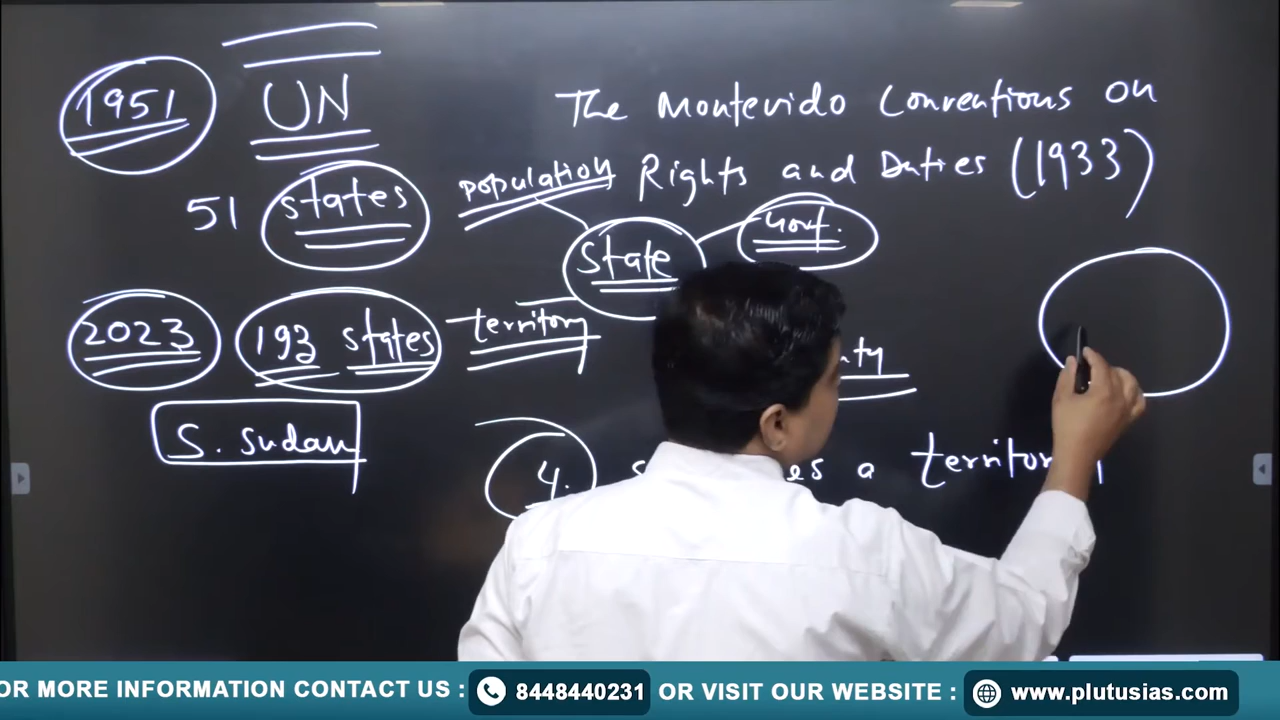 1951
UN
51 states
2023 193 states
S. Sudan
The Montevido Conventions on
Rights and Duties (1933)
population
State
Govt.
territory
4.
a territory
OR MORE INFORMATION CONTACT US : 8448440231 OR VISIT OUR WEBSITE : www.plutusias.com